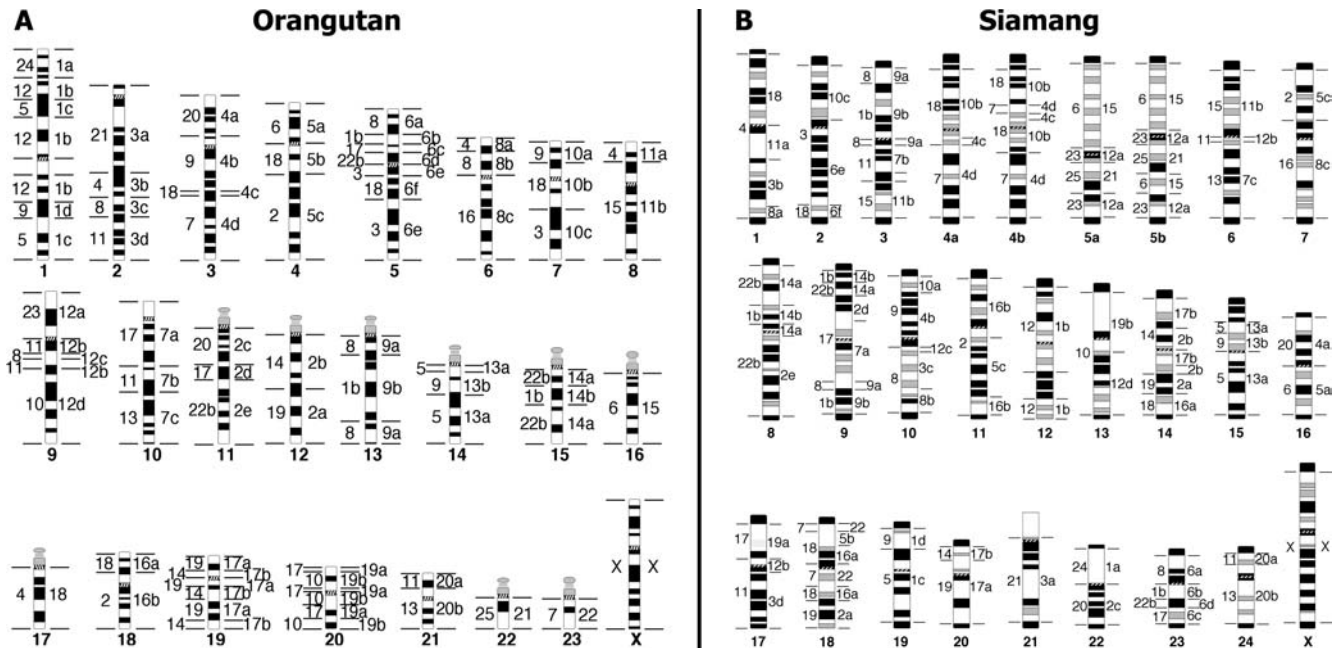 A Orangutan
24 1a
12 1b
5 1c
12 1b
12 1b
9 1d
5 1c
1
21 3a
4 3b
8 3c
11 3d
2
20 4a
9 4b
18 4c
7 4d
3
6 5a
18 5b
2 5c
4
8 6a
1b 6b
17 6c
22b 6d
3 6e
18 6f
3 6e
5
4 8a
8 8b
16 8c
6
9 10a
18 10b
3 10c
7
4 11a
15 11b
8
23 12a
11 12b
8 12c
11 12b
10 12d
9
17 7a
11 7b
13 7c
10
20 2c
17 2d
22b 2e
11
14 2b
19 2a
12
8 9a
1b 9b
8 9a
13
5 13a
9 13b
5 13a
14
22b 14a
1b 14b
22b 14a
15
6 15
16
4 18
17
18 16a
2 16b
18
19 17a
14 17b
19 17a
14 17b
19 17a
14 17b
19
17 19a
10 19b
17 19a
10 19b
17 19a
10 19b
20
11 20a
13 20b
21
25 21
22
7 22
23
X X
X
B Siamang
18
4 11a
3b
8a
1
10c
3
6e
18 6f
2
8 9a
1b 9b
8 9a
11 7b
15 11b
3
18 10b
4c
7 4d
4a
18 10b
7 4d
4c
18 10b
7 4d
4b
6 15
23 12a
25 21
23 12a
5a
6 15
23 12a
25 21
6 15
23 12a
5b
15 11b
11 12b
13 7c
6
2 5c
16 8c
7
22b 14a
1b 14b
14a
22b 2e
8
1b 14b
22b 14a
2d
17 7a
8 9a
1b 9b
9
10a
9 4b
12c
8 3c
8b
10
16b
2 5c
16b
11
12 1b
12 1b
12
19b
10 12d
13
17b
14 2b
17b
2b
19 2a
18 16a
14
5 13a
9 13b
5 13a
15
20 4a
6 5a
16
17 19a
12b
11 3d
17
7 22
5b
18 16a
7 22
18 16a
19 2a
18
9 1d
5 1c
19
14 17b
19 17a
20
21 3a
21
24 1a
20 2c
22
8 6a
1b 6b
22b 6d
17 6c
23
11 20a
13 20b
24
X X
X